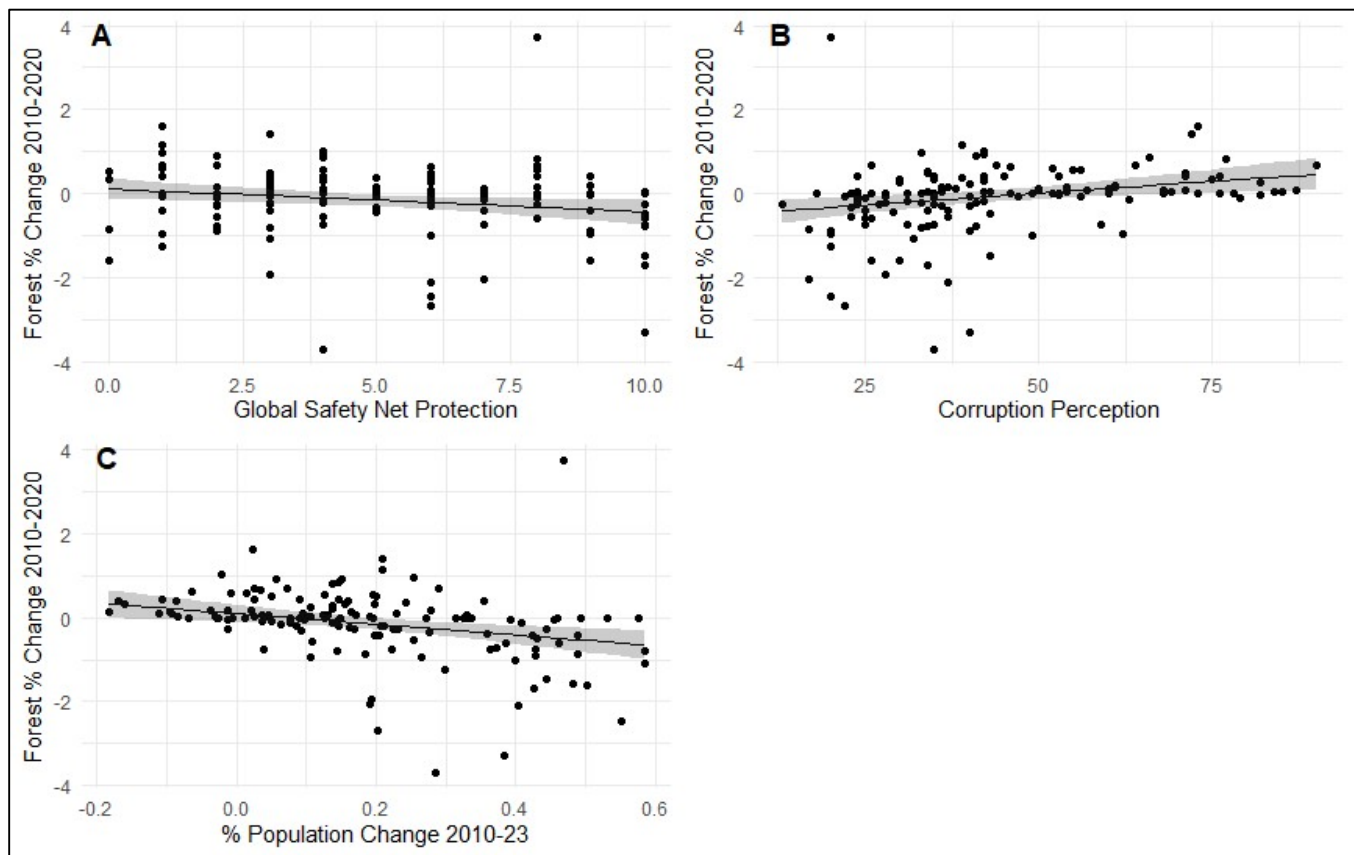 A
Forest % Change 2010-2020
4
2
0
-2
-4
0.0 2.5 5.0 7.5 10.0
Global Safety Net Protection
B
Forest % Change 2010-2020
4
2
0
-2
-4
25 50 75
Corruption Perception
C
Forest % Change 2010-2020
4
2
0
-2
-4
-0.2 0.0 0.2 0.4 0.6
% Population Change 2010-23